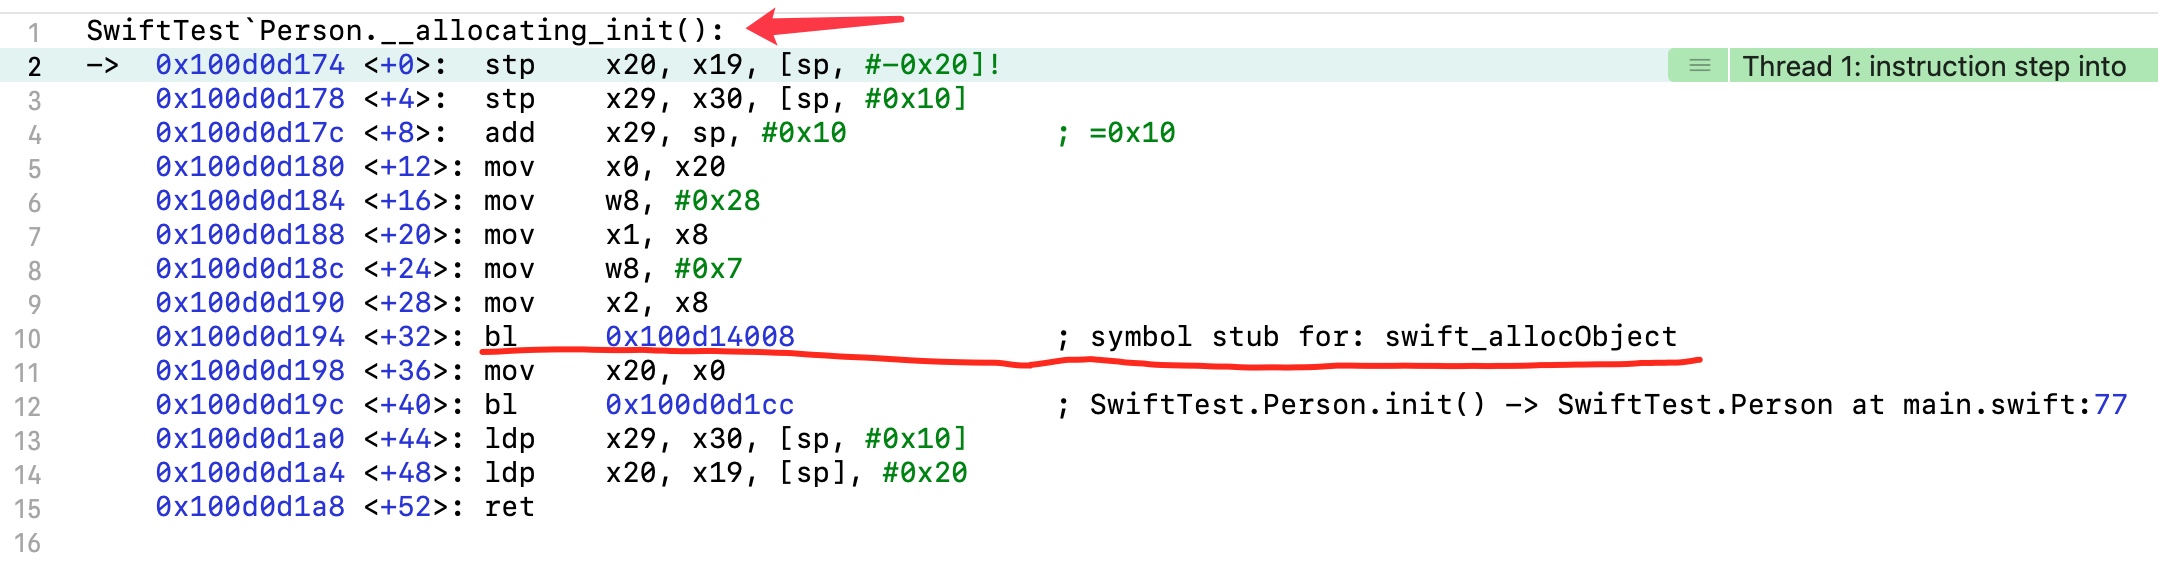 1 SwiftTest`Person.__allocating_init():
2 -> 0x100d0d174 <+0>: stp x20, x19, [sp, #-0x20]! Thread 1: instruction step into
3 0x100d0d178 <+4>: stp x29, x30, [sp, #0x10]
4 0x100d0d17c <+8>: add x29, sp, #0x10 ; =0x10
5 0x100d0d180 <+12>: mov x0, x20
6 0x100d0d184 <+16>: mov w8, #0x28
7 0x100d0d188 <+20>: mov x1, x8
8 0x100d0d18c <+24>: mov w8, #0x7
9 0x100d0d190 <+28>: mov x2, x8
10 0x100d0d194 <+32>: bl 0x100d14008 ; symbol stub for: swift_allocObject
11 0x100d0d198 <+36>: mov x20, x0
12 0x100d0d19c <+40>: bl 0x100d0d1cc ; SwiftTest.Person.init() -> SwiftTest.Person at main.swift:77
13 0x100d0d1a0 <+44>: ldp x29, x30, [sp, #0x10]
14 0x100d0d1a4 <+48>: ldp x20, x19, [sp], #0x20
15 0x100d0d1a8 <+52>: ret
16